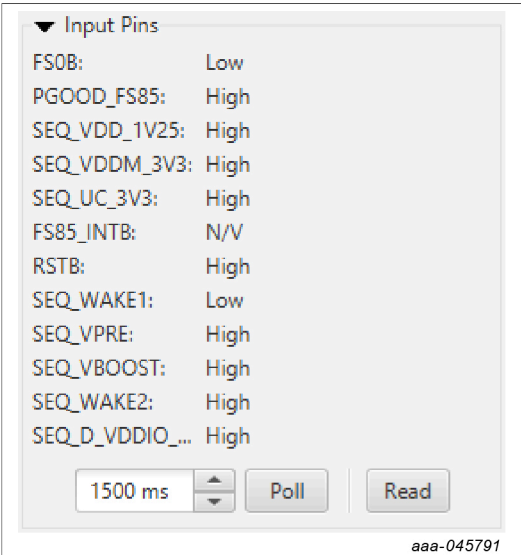 Input Pins
FS0B: Low
PGOOD_FS85: High
SEQ_VDD_1V25: High
SEQ_VDDM_3V3: High
SEQ_UC_3V3: High
FS85_INTB: N/V
RSTB: High
SEQ_WAKE1: Low
SEQ_VPRE: High
SEQ_VBOOST: High
SEQ_WAKE2: High
SEQ_D_VDDIO_... High
1500 ms Poll Read
aaa-045791